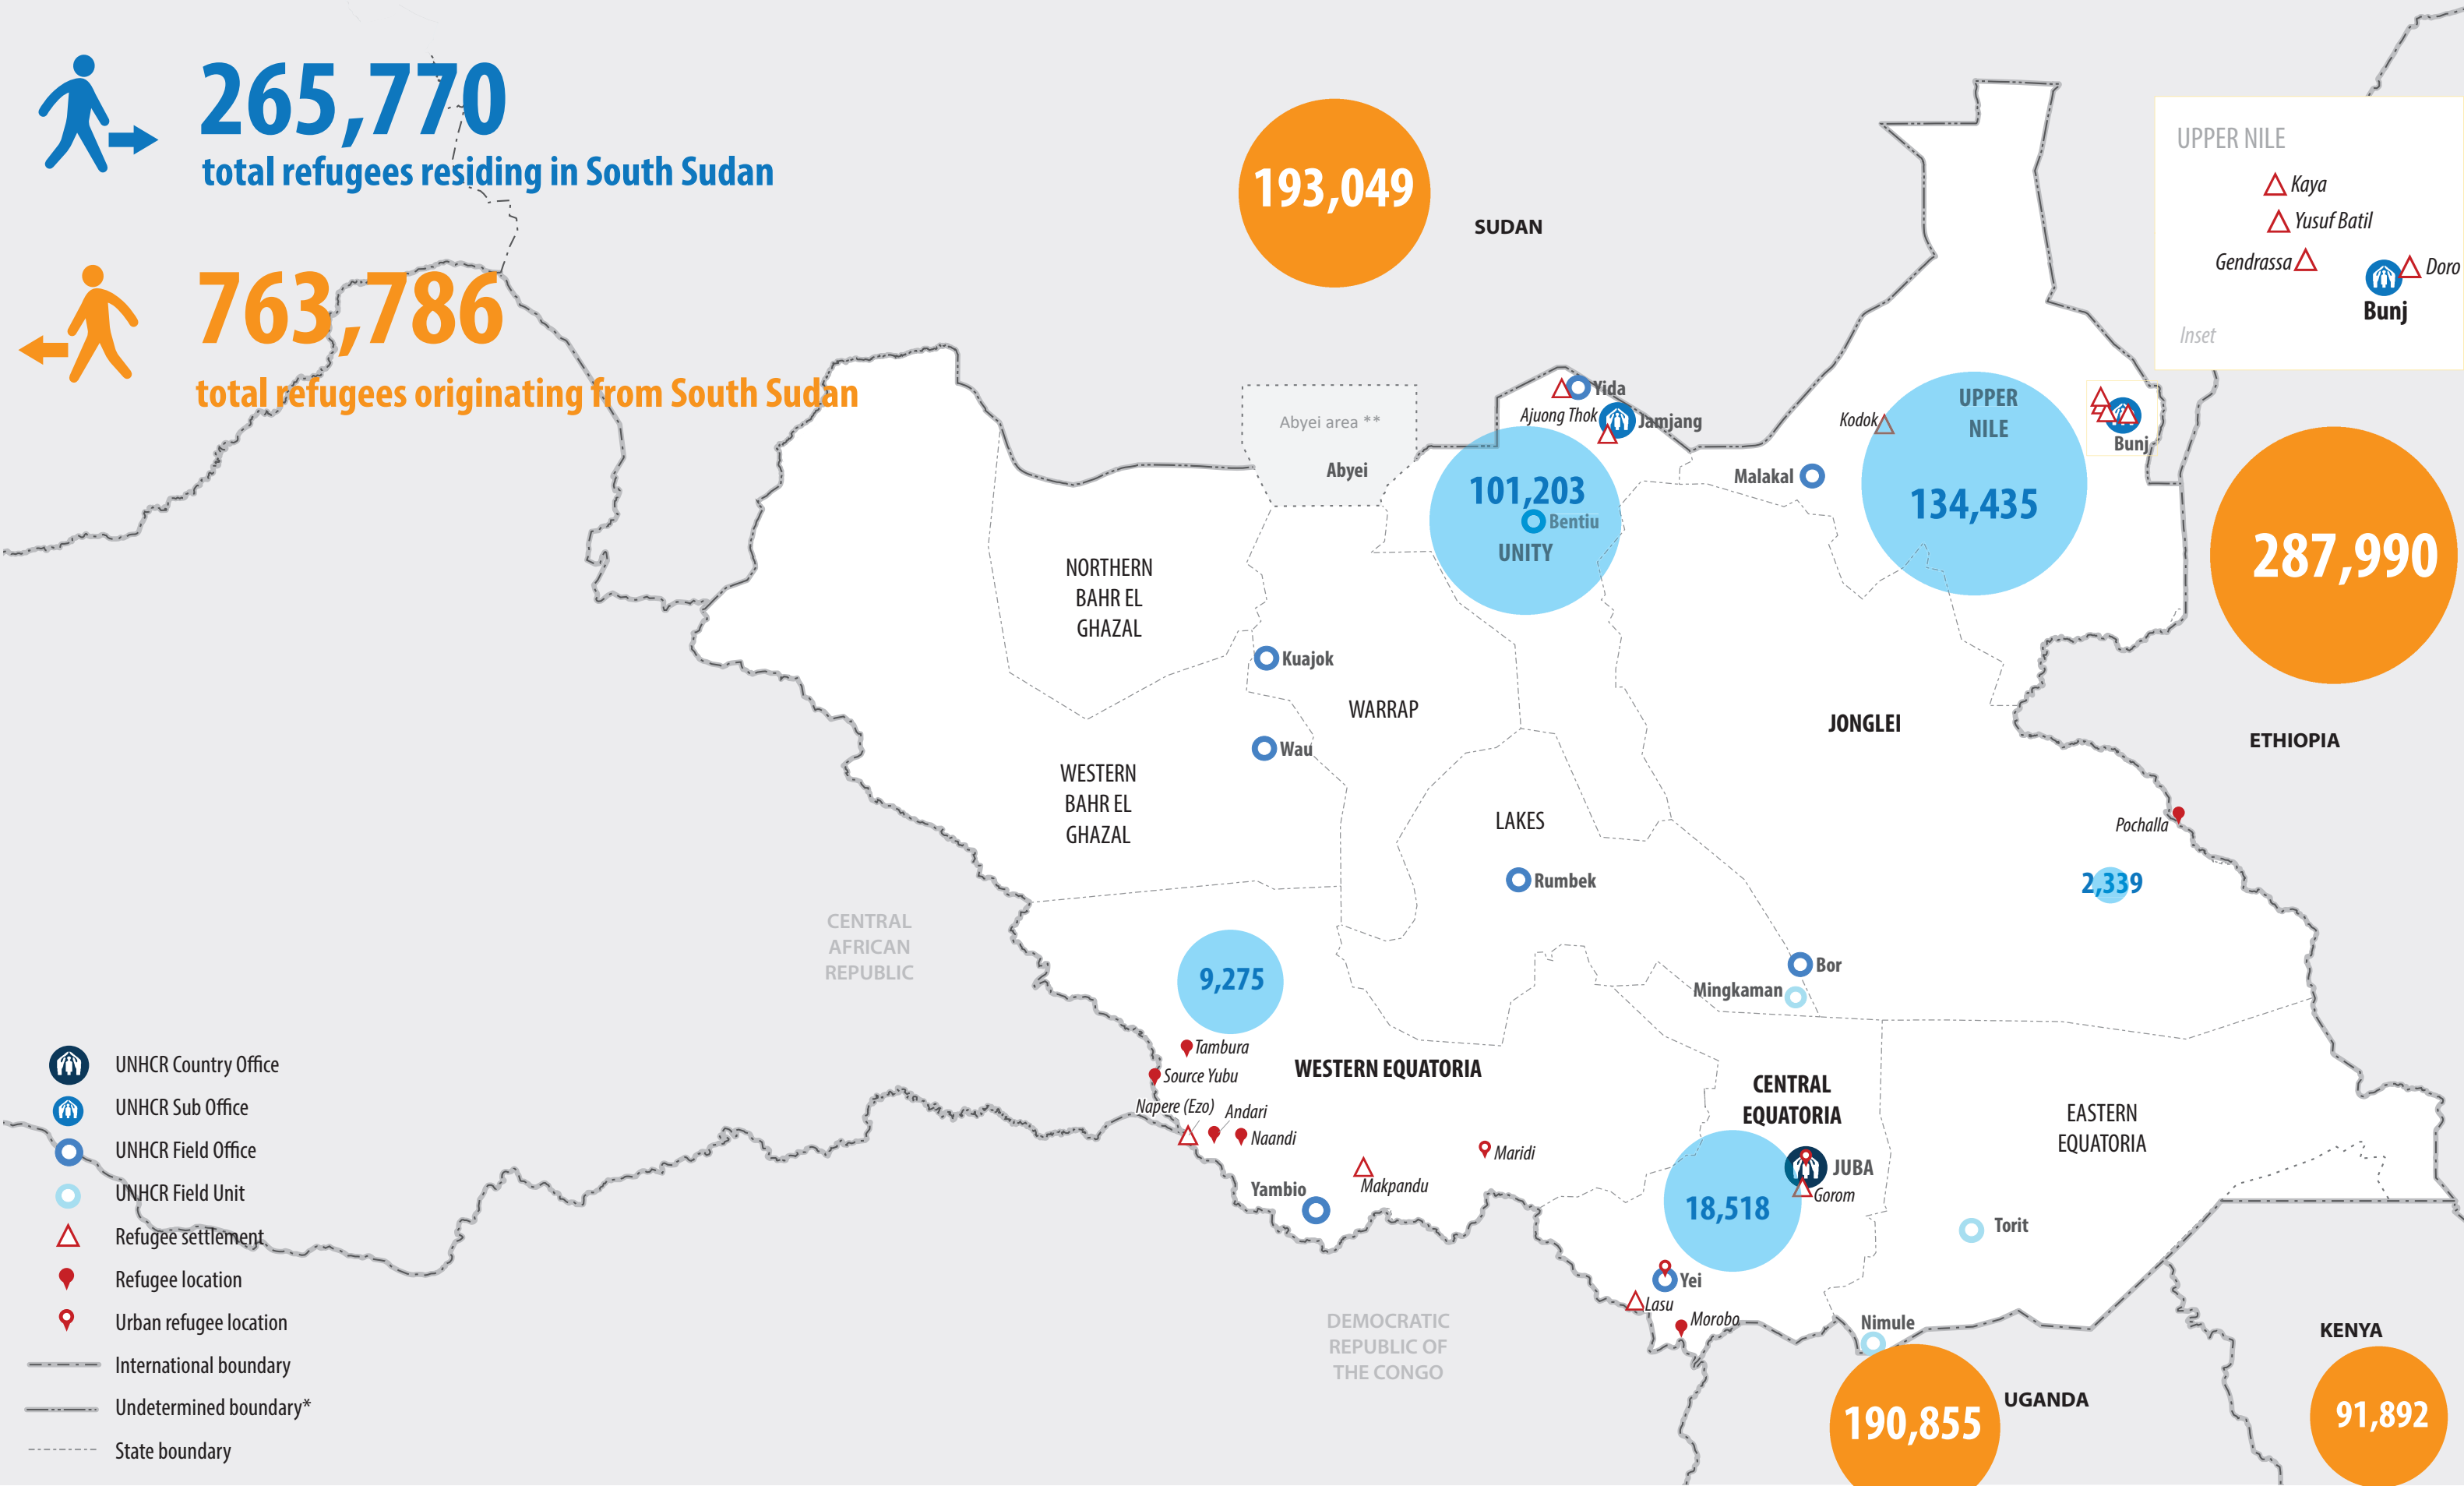 265,770
total refugees residing in South Sudan
763,786
total refugees originating from South Sudan
193,049
SUDAN
UPPER NILE
Kaya
Yusuf Batil
Gendrassa
Doro
Bunj
Inset
Abyei area **
Abyei
Yida
Ajuong Thok
Jamjang
101,203
Bentiu
UNITY
Kodok
UPPER
NILE
134,435
Malakal
Bunj
287,990
ETHIOPIA
NORTHERN
BAHR EL
GHAZAL
Kuajok
WARRAP
Wau
WESTERN
BAHR EL
GHAZAL
JONGLEI
LAKES
Rumbek
Pochalla
2,339
CENTRAL
AFRICAN
REPUBLIC
9,275
Bor
Mingkaman
Tambura
Source Yubu
Napere (Ezo)
Andari
Naandi
WESTERN EQUATORIA
Maridi
Makpandu
Yambio
CENTRAL
EQUATORIA
JUBA
Gorom
18,518
EASTERN
EQUATORIA
Torit
Yei
Lasu
Morobo
Nimule
DEMOCRATIC
REPUBLIC OF
THE CONGO
190,855
UGANDA
KENYA
91,892
UNHCR Country Office
UNHCR Sub Office
UNHCR Field Office
UNHCR Field Unit
Refugee settlement
Refugee location
Urban refugee location
International boundary
Undetermined boundary*
State boundary